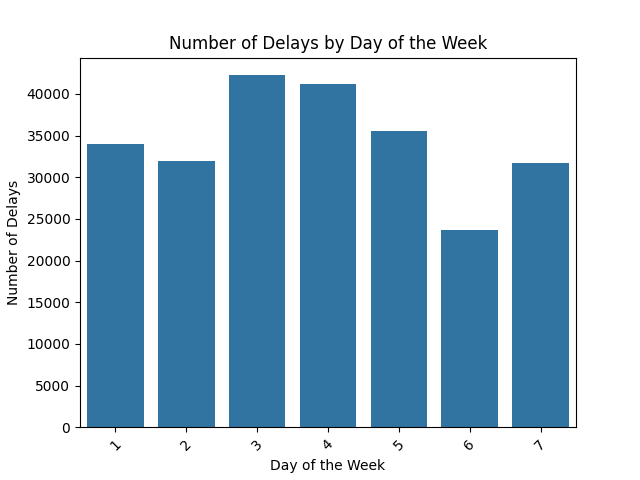 Number of Delays by Day of the Week
Number of Delays
40000
35000
30000
25000
20000
15000
10000
5000
0
1 2 3 4 5 6 7
Day of the Week